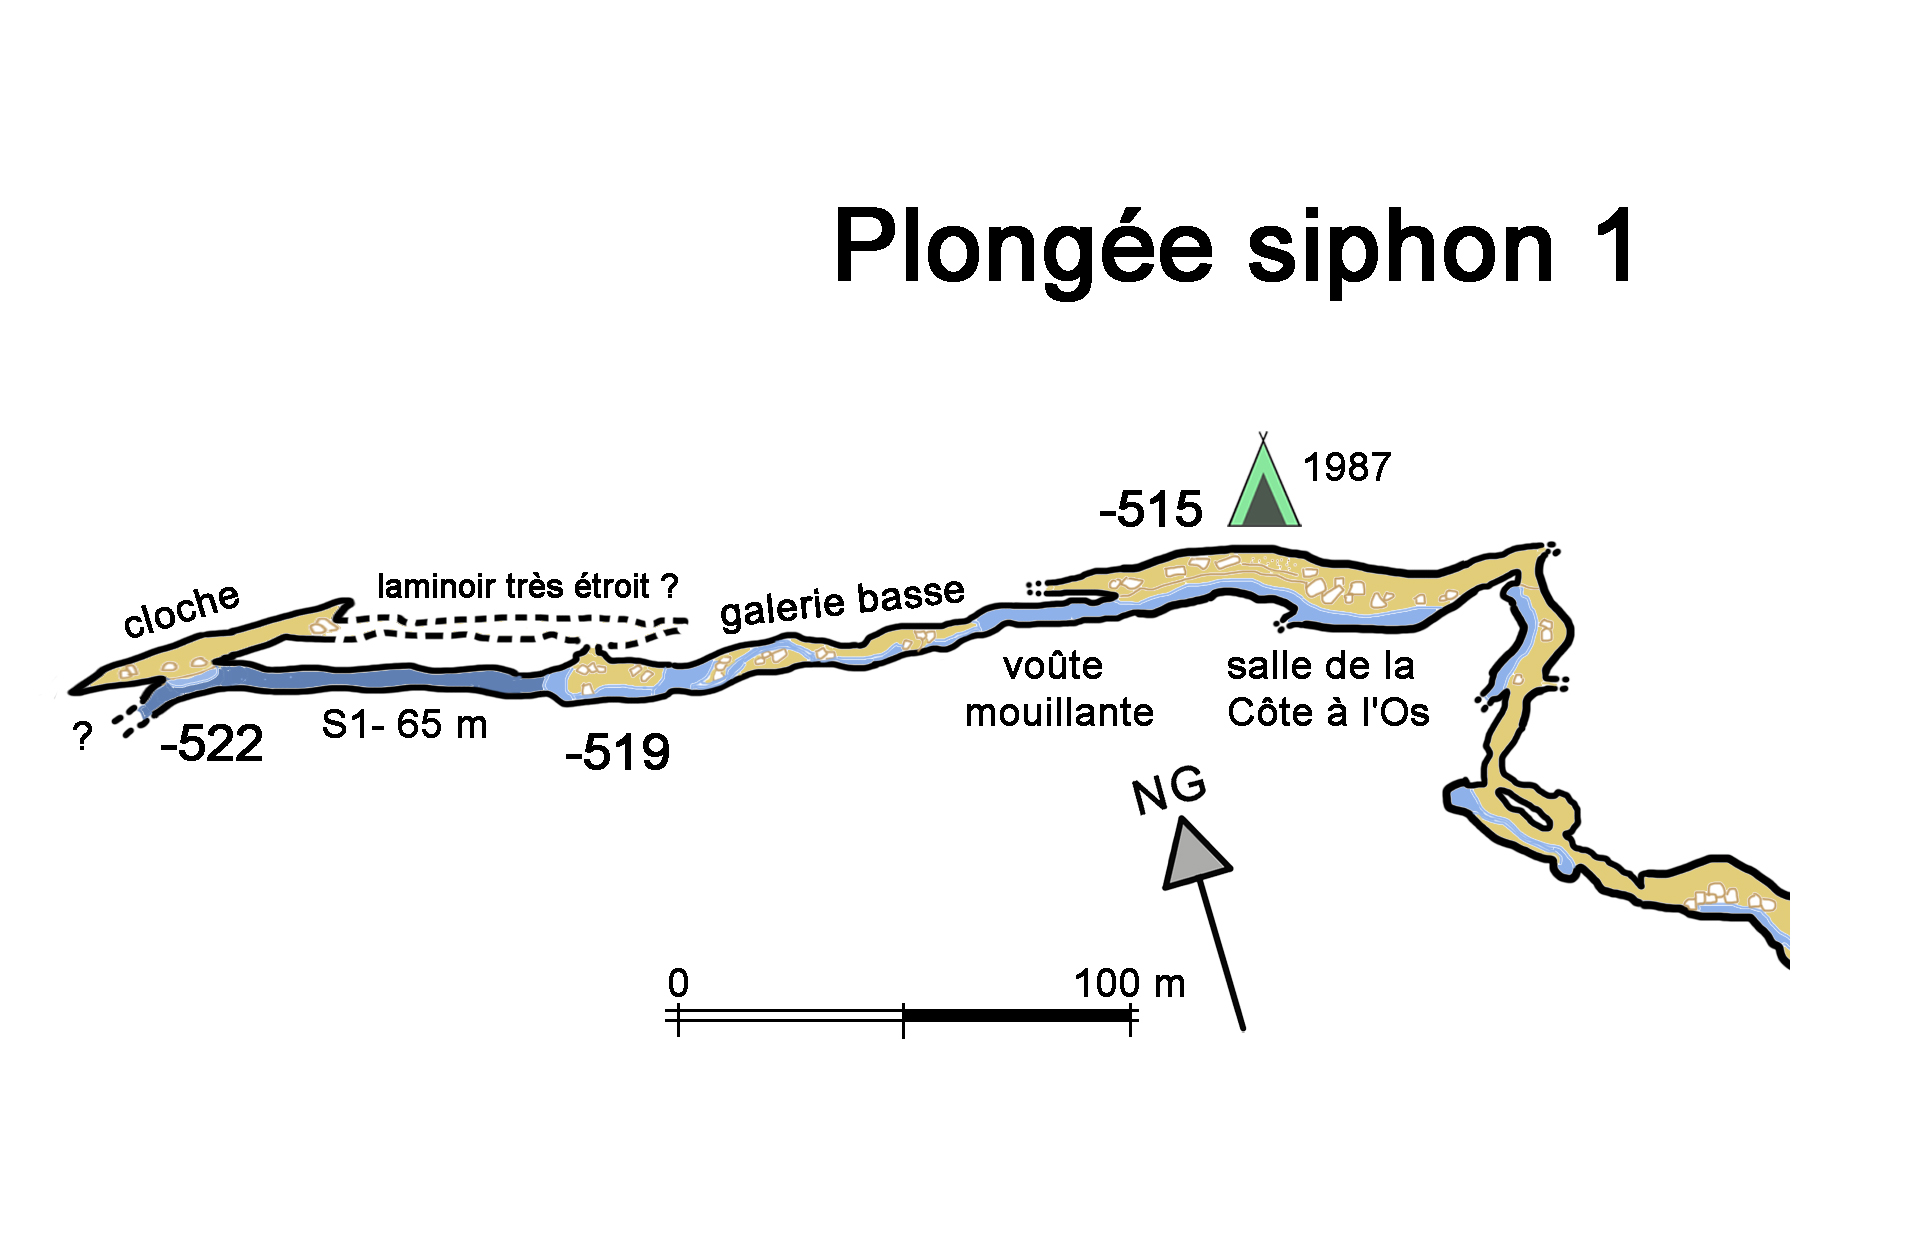 Plongée siphon 1
1987
-515
cloche
laminoir très étroit ?
galerie basse
voûte
mouillante
salle de la
Côte à l'Os
?
-522
S1- 65 m
-519
NG
0
100 m